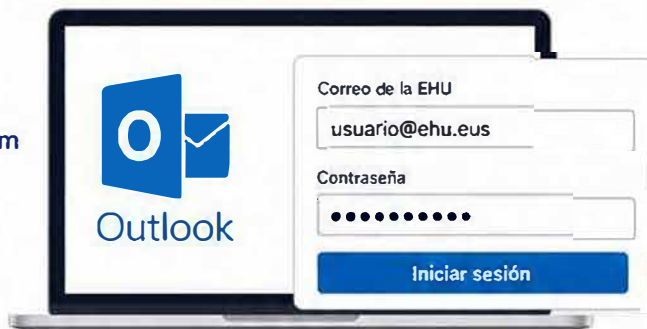 Correo de la EHU
usuario@ehu.eus
m
O
Outlook
Contraseña
••••••••••
Iniciar sesión